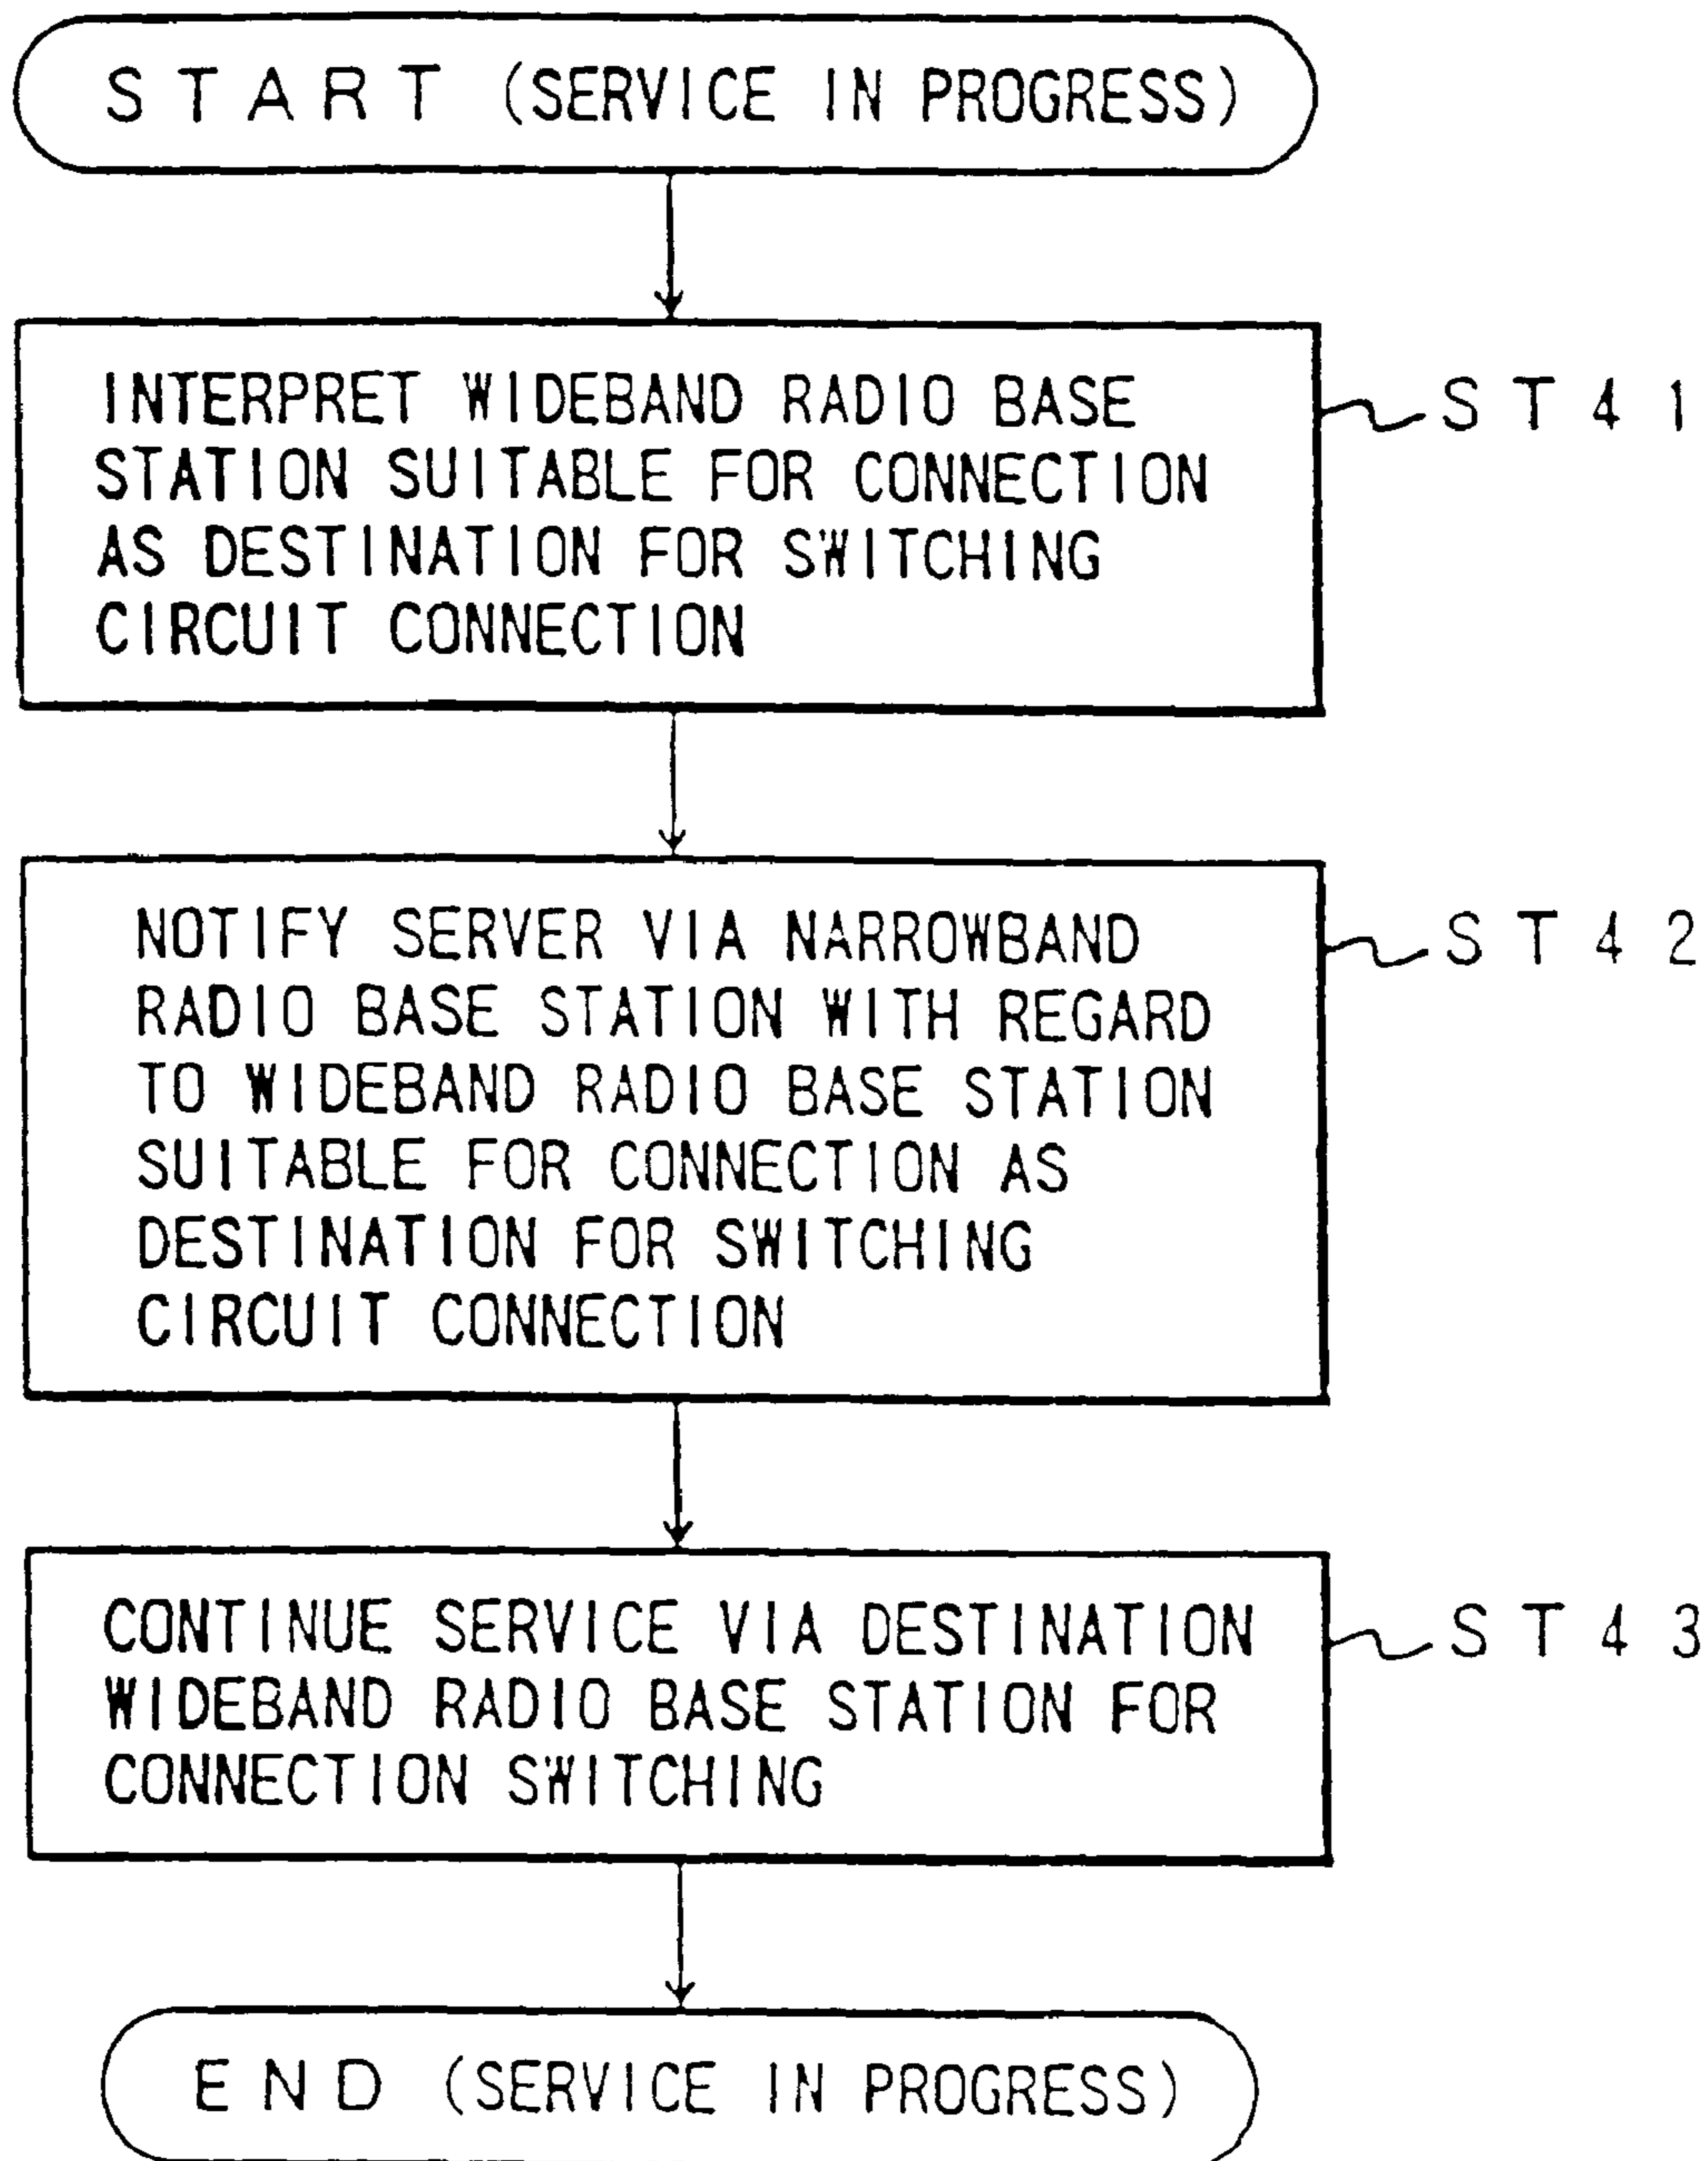 START (SERVICE IN PROGRESS)
INTERPRET WIDEBAND RADIO BASE
STATION SUITABLE FOR CONNECTION
AS DESTINATION FOR SWITCHING
CIRCUIT CONNECTION
ST41
NOTIFY SERVER VIA NARROWBAND
RADIO BASE STATION WITH REGARD
TO WIDEBAND RADIO BASE STATION
SUITABLE FOR CONNECTION AS
DESTINATION FOR SWITCHING
CIRCUIT CONNECTION
ST42
CONTINUE SERVICE VIA DESTINATION
WIDEBAND RADIO BASE STATION FOR
CONNECTION SWITCHING
ST43
END (SERVICE IN PROGRESS)